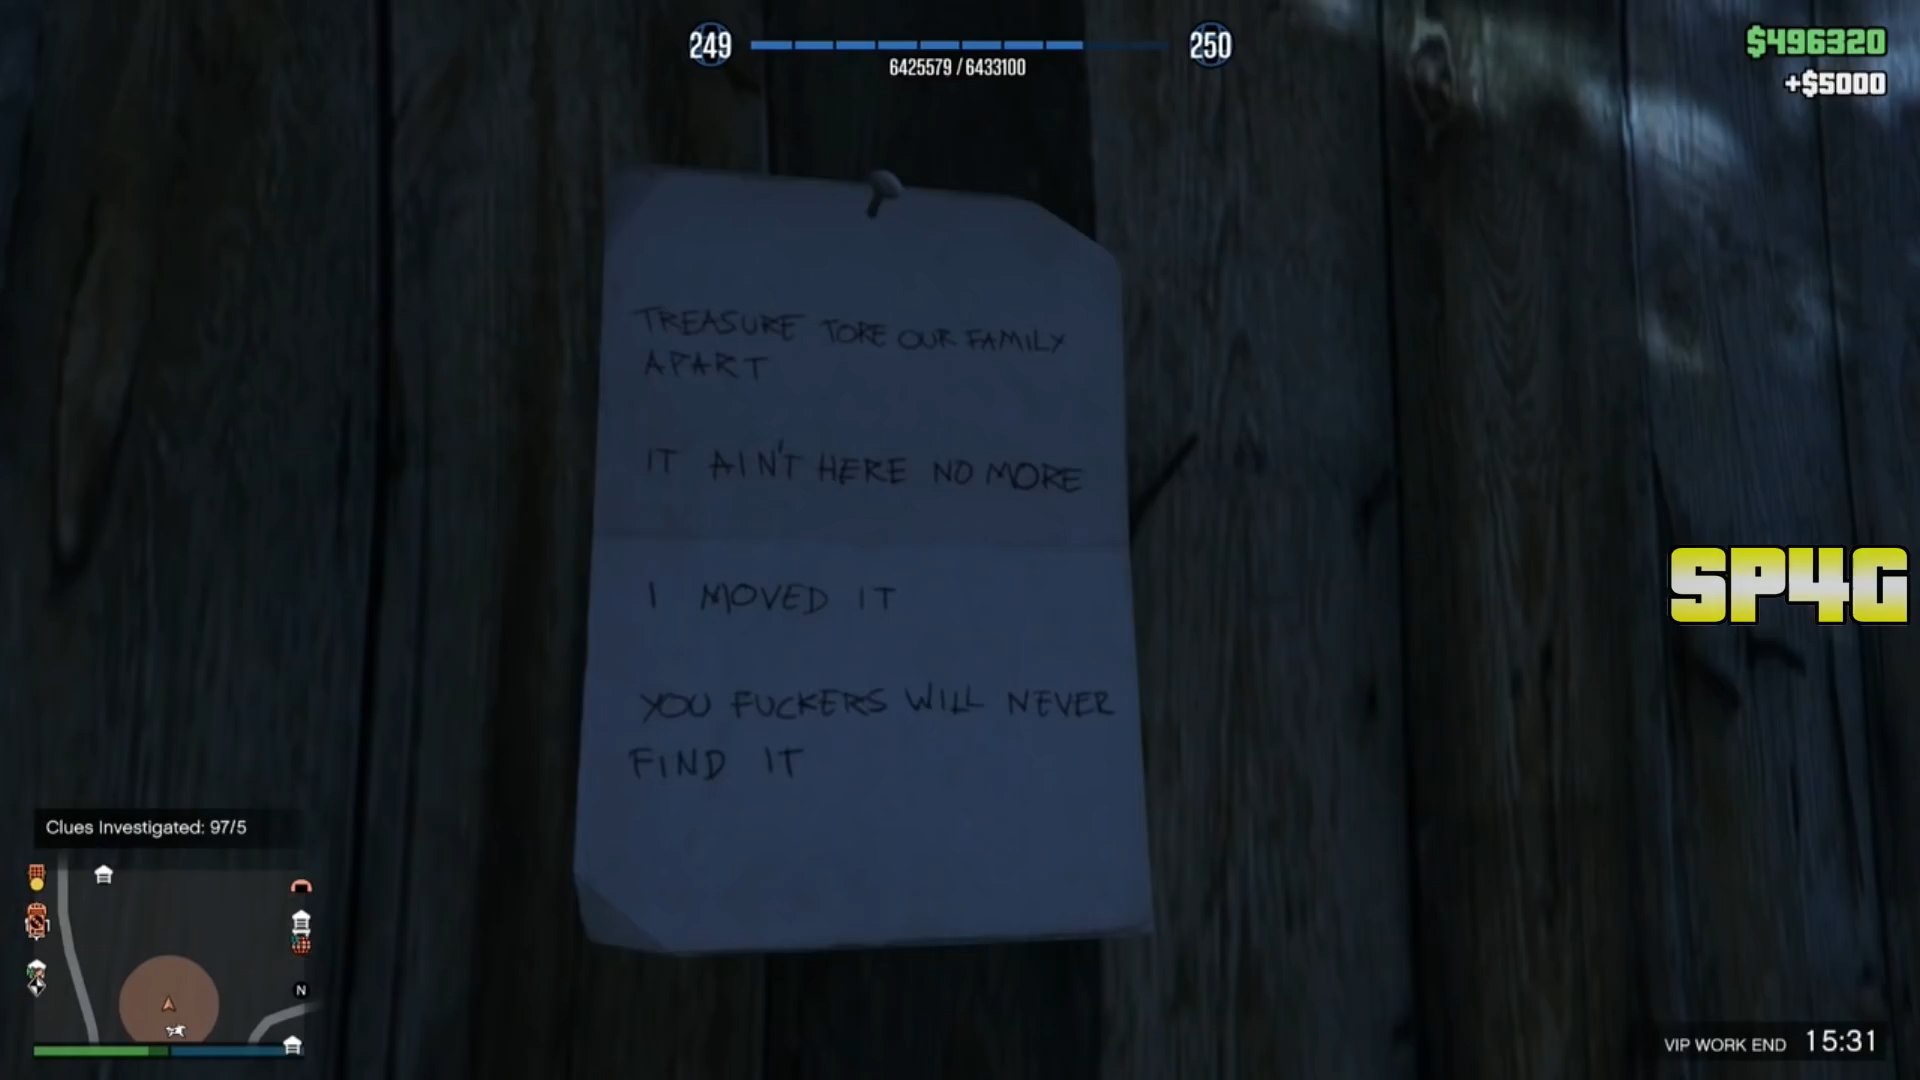 249
250
6425579 / 6433100
$496320
+$5000
TREASURE TORE OUR FAMILY
APART
IT AIN'T HERE NO MORE
I MOVED IT
YOU FUCKERS WILL NEVER
FIND IT
SP4G
Clues Investigated: 97/5
N
VIP WORK END 15:31